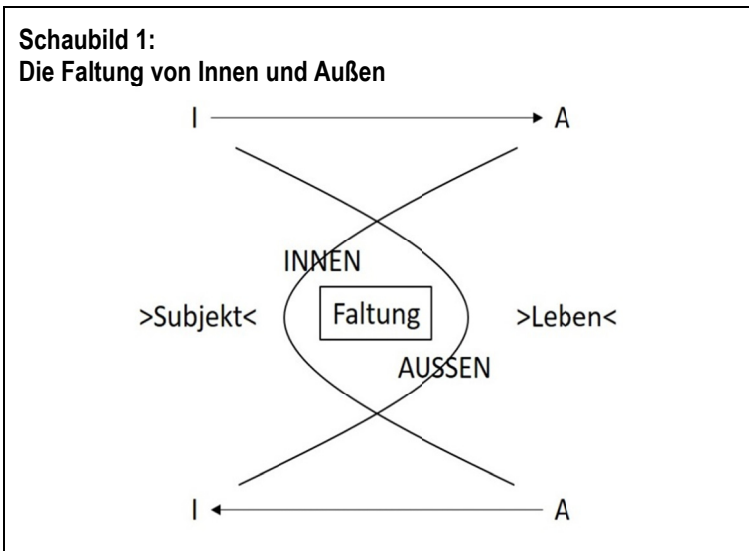 Schaubild 1:
Die Faltung von Innen und Außen
I A
INNEN
>Subjekt< Faltung >Leben<
AUSSEN
I A